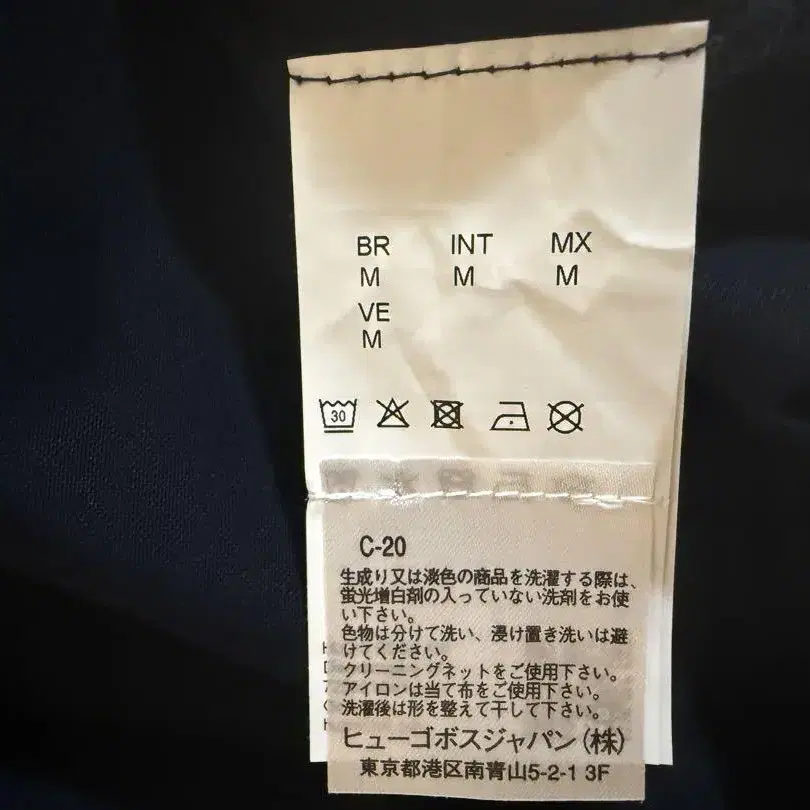 BR INT MX
M M M
VE
M
30
C-20
生成り又は淡色の商品を洗濯する際は、
蛍光増白剤の入っていない洗剤をお使
い下さい。
色物は分けて洗い、浸け置き洗いは避
けてください。
クリーニングネットをご使用下さい。
アイロンは当て布をご使用下さい。
洗濯後は形を整えて干して下さい。
ヒューゴボスジャパン(株)
東京都港区南青山5-2-1 3F